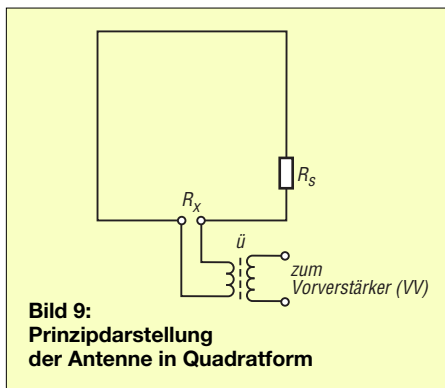 R_s
R_x
ü
zum
Vorverstärker (VV)
Bild 9:
Prinzipdarstellung
der Antenne in Quadratform